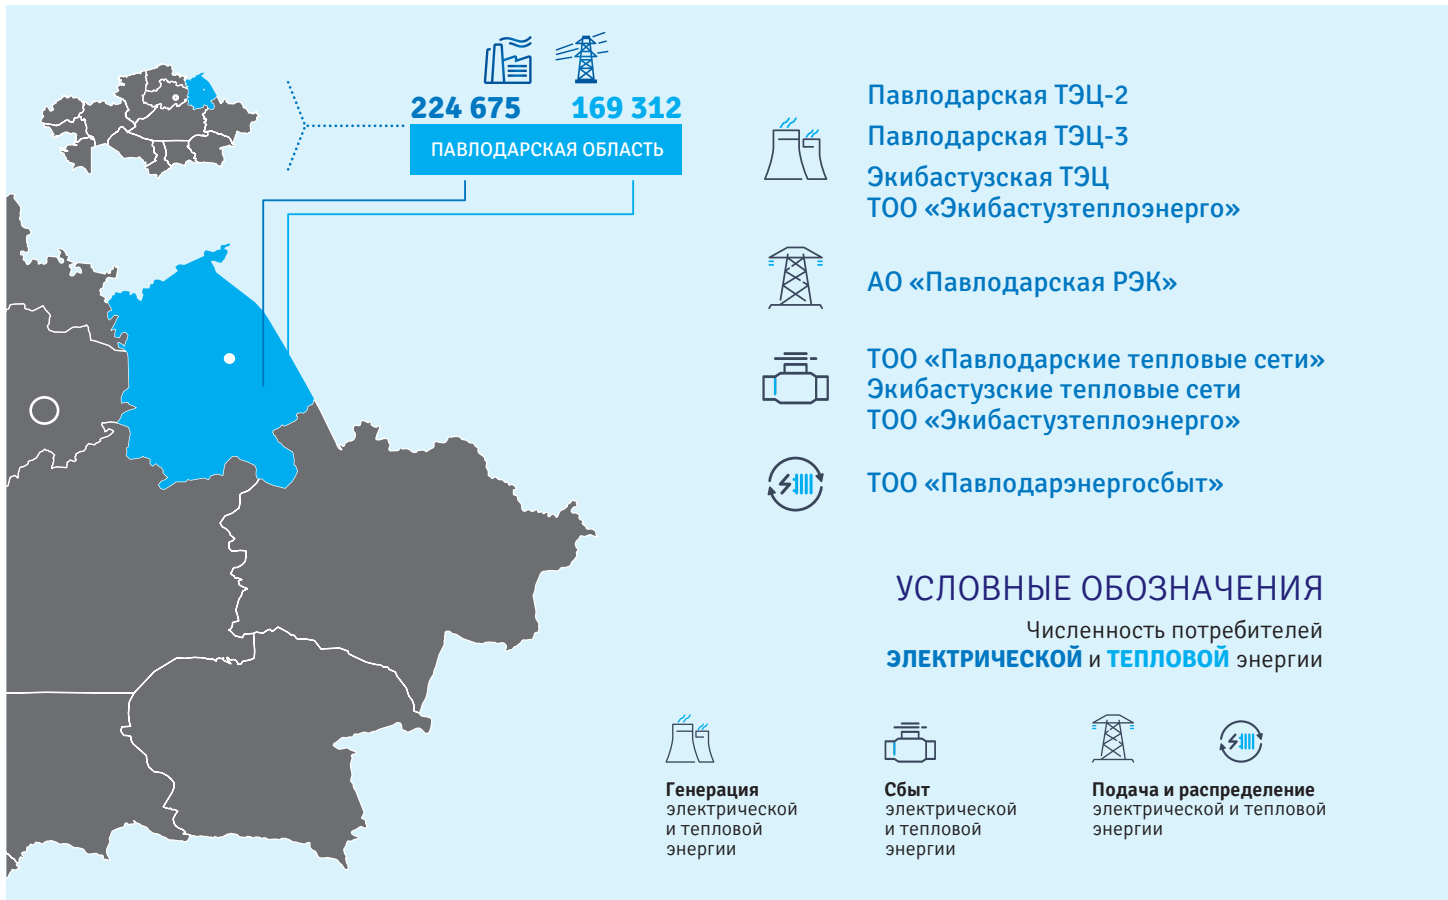 224 675
169 312
ПАВЛОДАРСКАЯ ОБЛАСТЬ
Павлодарская ТЭЦ-2
Павлодарская ТЭЦ-3
Экибастузская ТЭЦ
ТОО «Экибастузтеплоэнерго»
АО «Павлодарская РЭК»
ТОО «Павлодарские тепловые сети»
Экибастузские тепловые сети
ТОО «Экибастузтеплоэнерго»
ТОО «Павлодарэнергосбыт»
УСЛОВНЫЕ ОБОЗНАЧЕНИЯ
Численность потребителей
ЭЛЕКТРИЧЕСКОЙ и ТЕПЛОВОЙ энергии
Генерация
электрической
и тепловой
энергии
Сбыт
электрической
и тепловой
энергии
Подача и распределение
электрической и тепловой
энергии